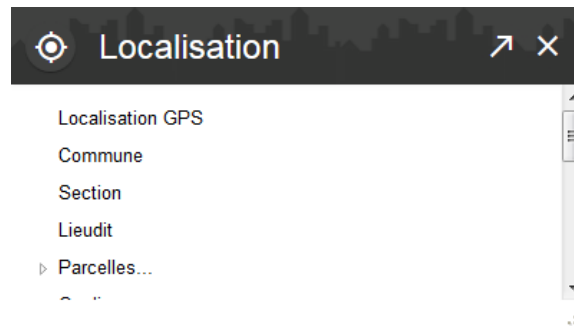 Localisation
Localisation GPS
Commune
Section
Lieudit
Parcelles...